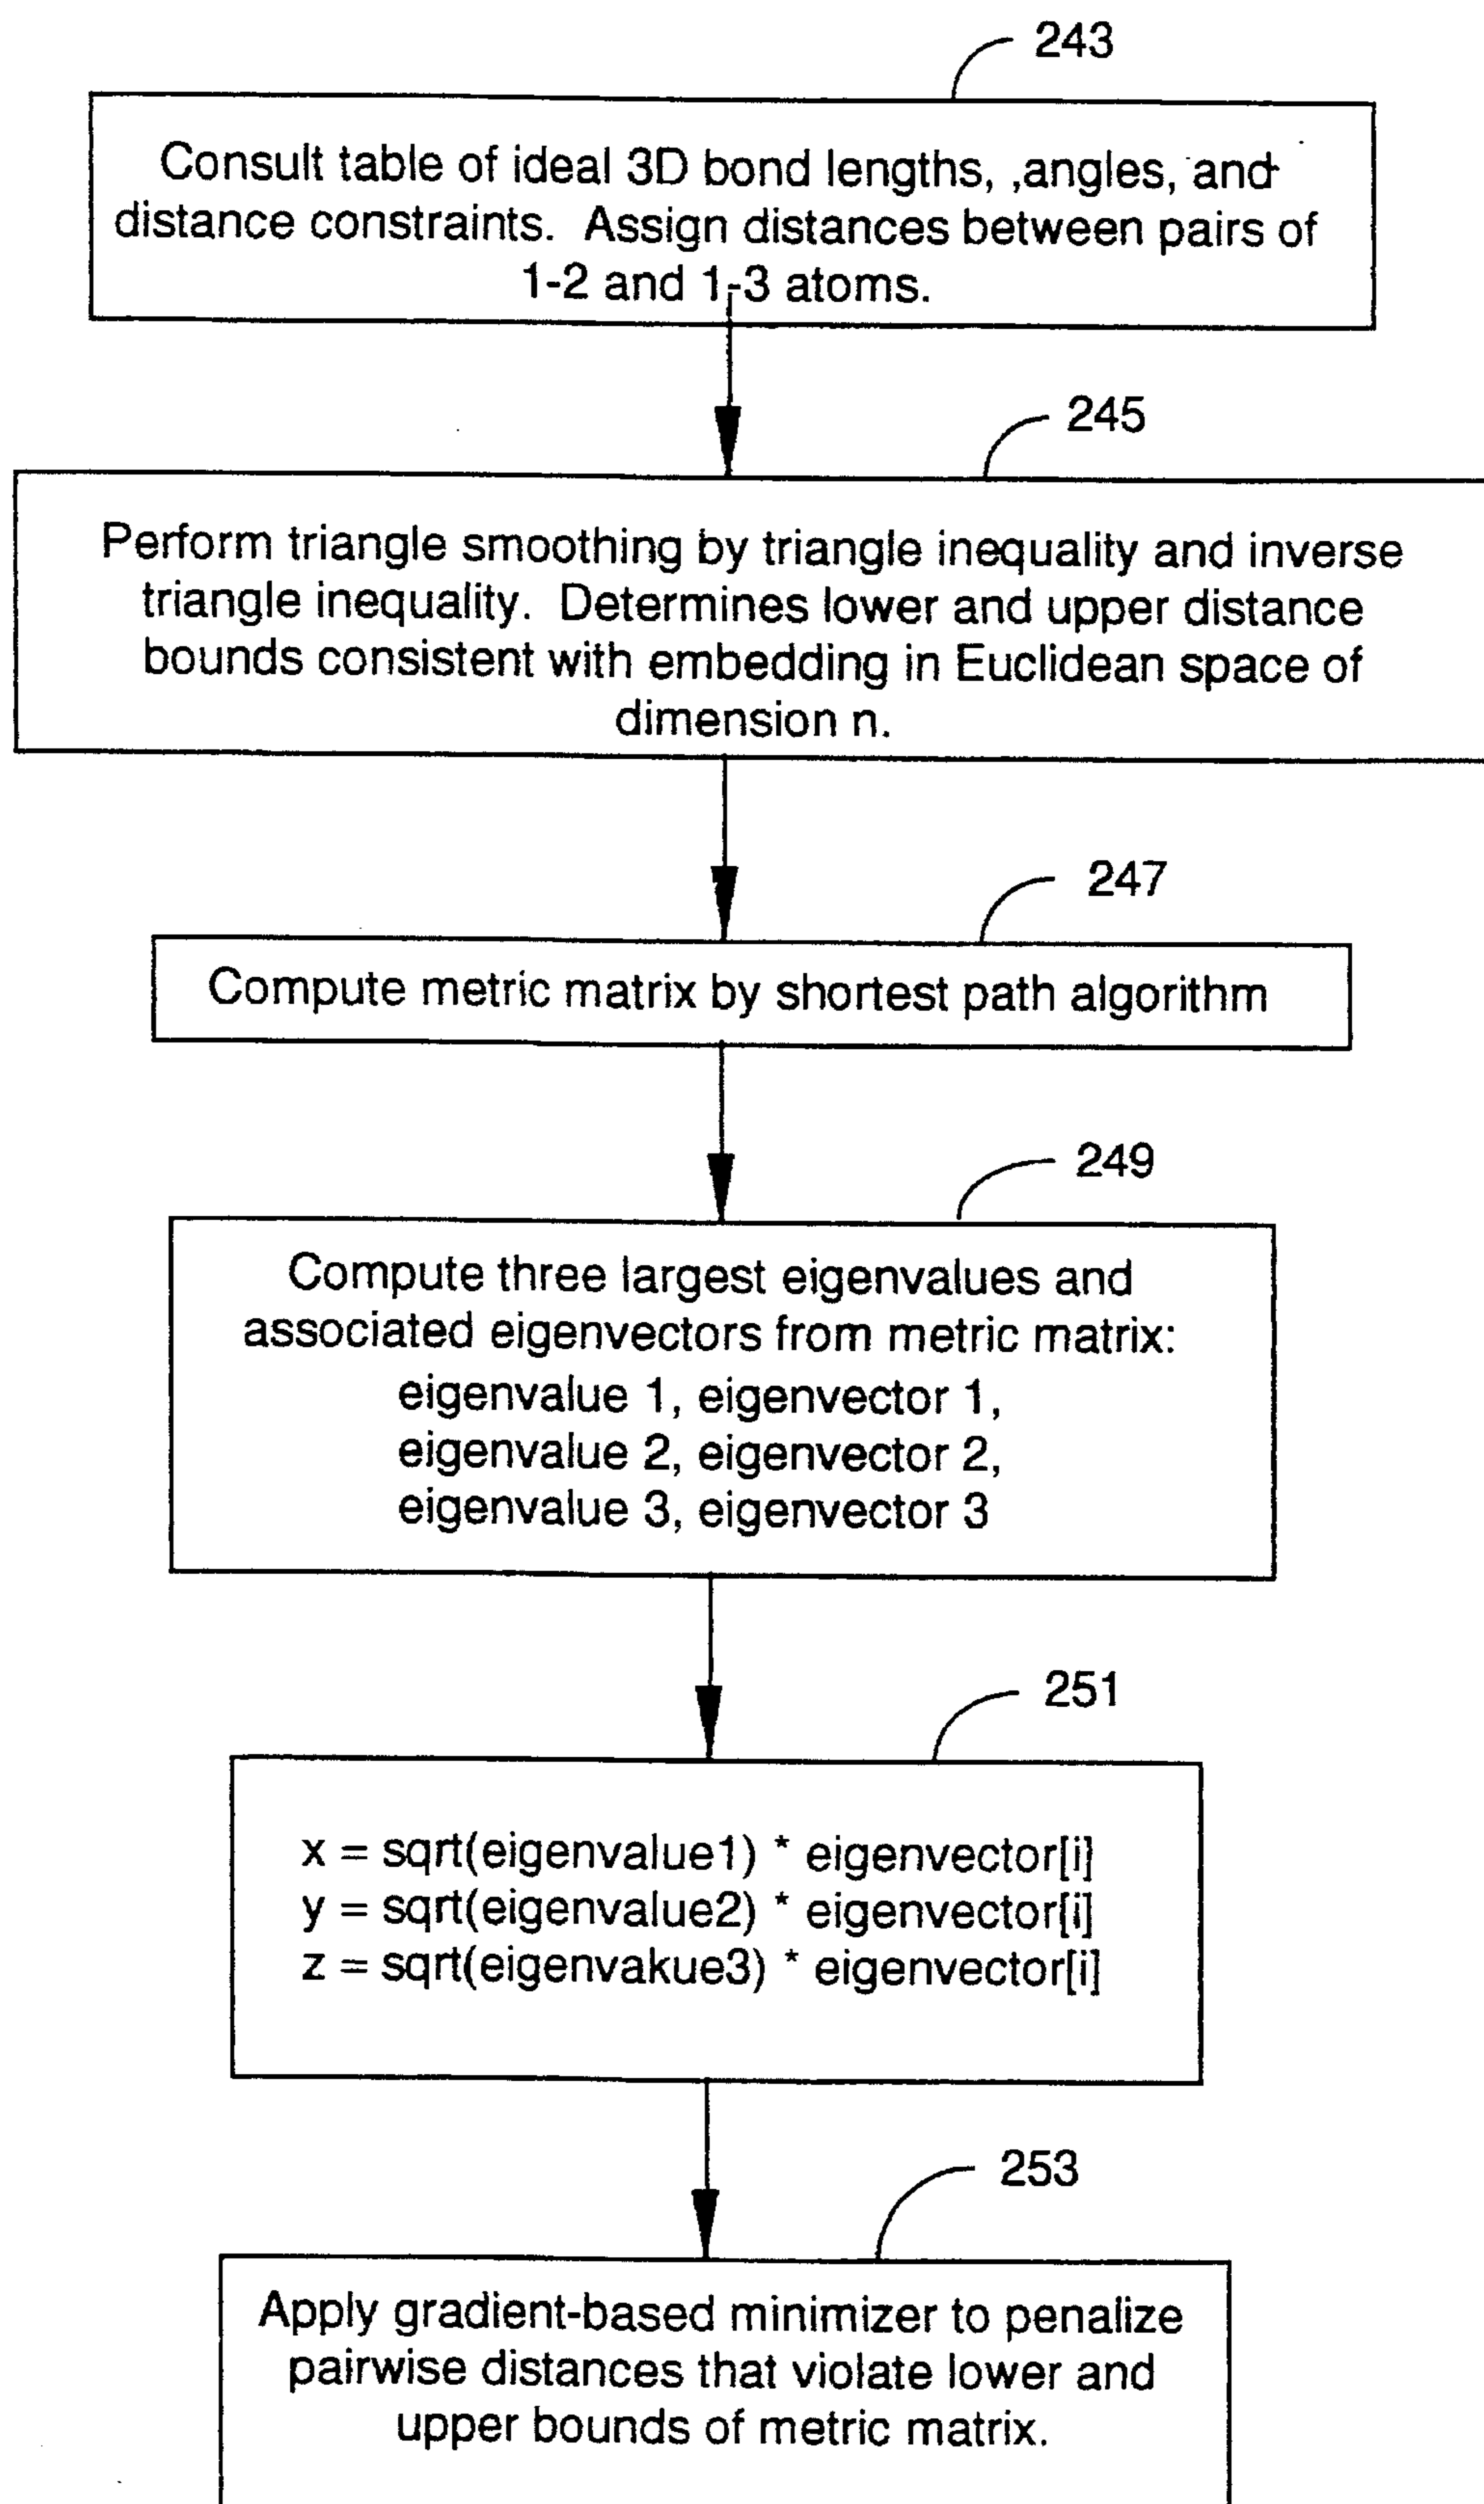 243
Consult table of ideal 3D bond lengths, ,angles, and
distance constraints. Assign distances between pairs of
1-2 and 1-3 atoms.
245
Perform triangle smoothing by triangle inequality and inverse
triangle inequality. Determines lower and upper distance
bounds consistent with embedding in Euclidean space of
dimension n.
247
Compute metric matrix by shortest path algorithm
249
Compute three largest eigenvalues and
associated eigenvectors from metric matrix:
eigenvalue 1, eigenvector 1,
eigenvalue 2, eigenvector 2,
eigenvalue 3, eigenvector 3
251
x = sqrt(eigenvalue1) * eigenvector[i]
y = sqrt(eigenvalue2) * eigenvector[i]
z = sqrt(eigenvakue3) * eigenvector[i]
253
Apply gradient-based minimizer to penalize
pairwise distances that violate lower and
upper bounds of metric matrix.